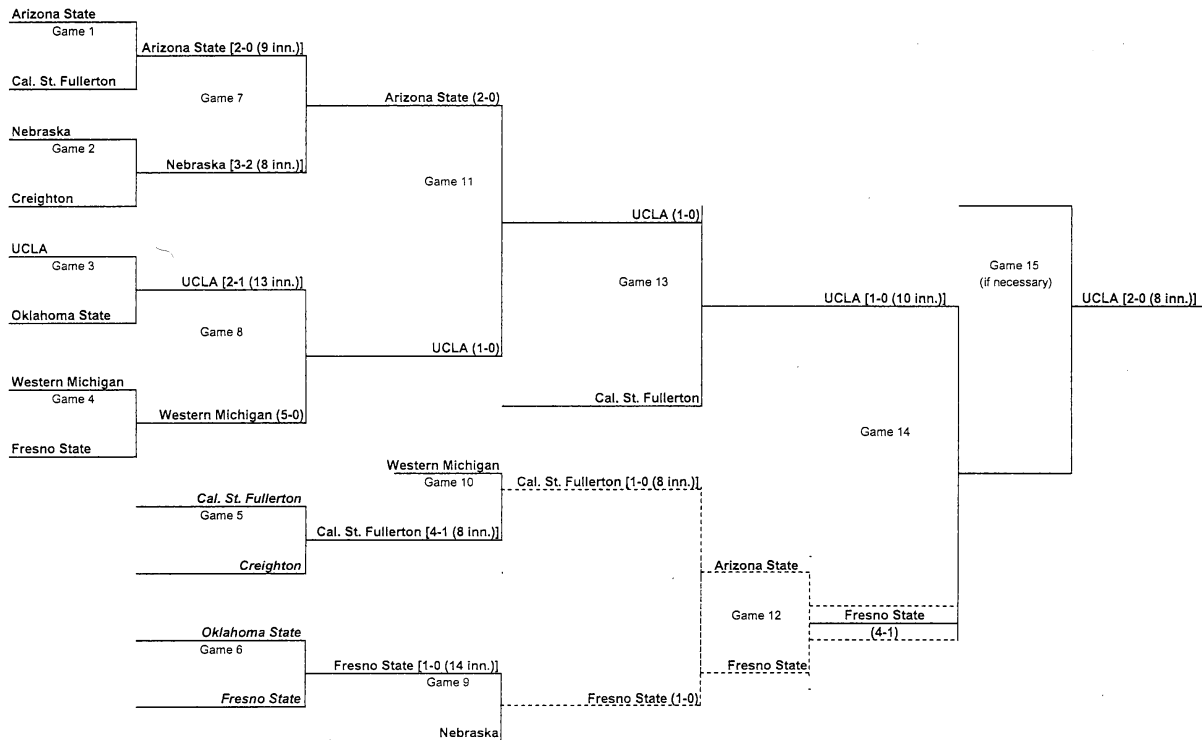 Arizona State
Game 1
Arizona State [2-0 (9 inn.)]
Cal. St. Fullerton
Game 7
Arizona State (2-0)
Nebraska
Game 2
Nebraska [3-2 (8 inn.)]
Creighton
Game 11
UCLA (1-0)
UCLA
Game 3
UCLA [2-1 (13 inn.)]
Oklahoma State
Game 8
UCLA (1-0)
Western Michigan
Game 4
Western Michigan (5-0)
Fresno State
Game 13
UCLA [1-0 (10 inn.)]
Cal. St. Fullerton
Game 15
(if necessary)
UCLA [2-0 (8 inn.)]
Game 14
Western Michigan
Game 10
Cal. St. Fullerton [1-0 (8 inn.)]
Cal. St. Fullerton
Game 5
Cal. St. Fullerton [4-1 (8 inn.)]
Creighton
Arizona State
Game 12
Fresno State
(4-1)
Fresno State
Oklahoma State
Game 6
Fresno State [1-0 (14 inn.)]
Game 9
Fresno State
Fresno State (1-0)
Nebraska